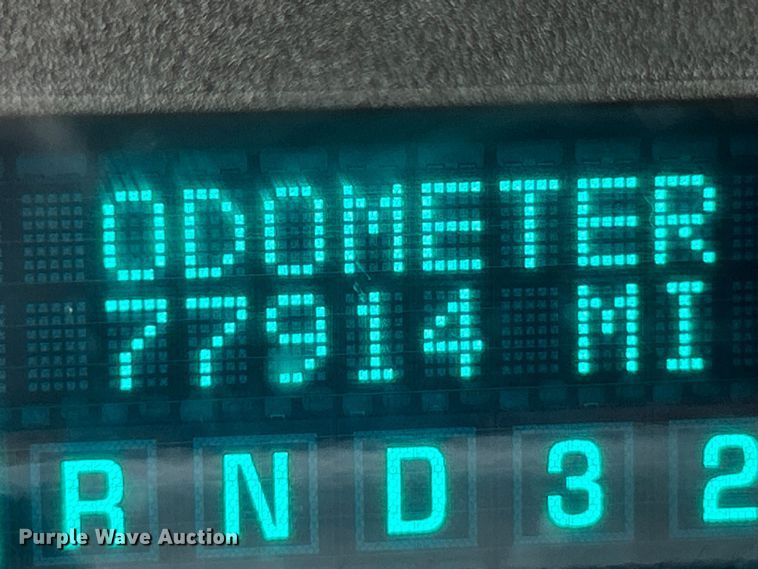 ODOMETER
77914 MI
R N D 3 2
Purple Wave Auction